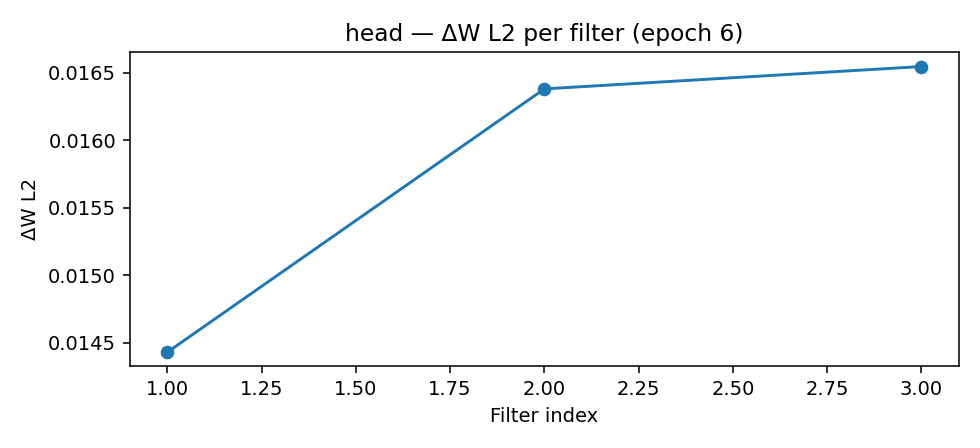 head — ΔW L2 per filter (epoch 6)
0.0165
0.0160
0.0155
0.0150
0.0145
ΔW L2
1.00 1.25 1.50 1.75 2.00 2.25 2.50 2.75 3.00
Filter index